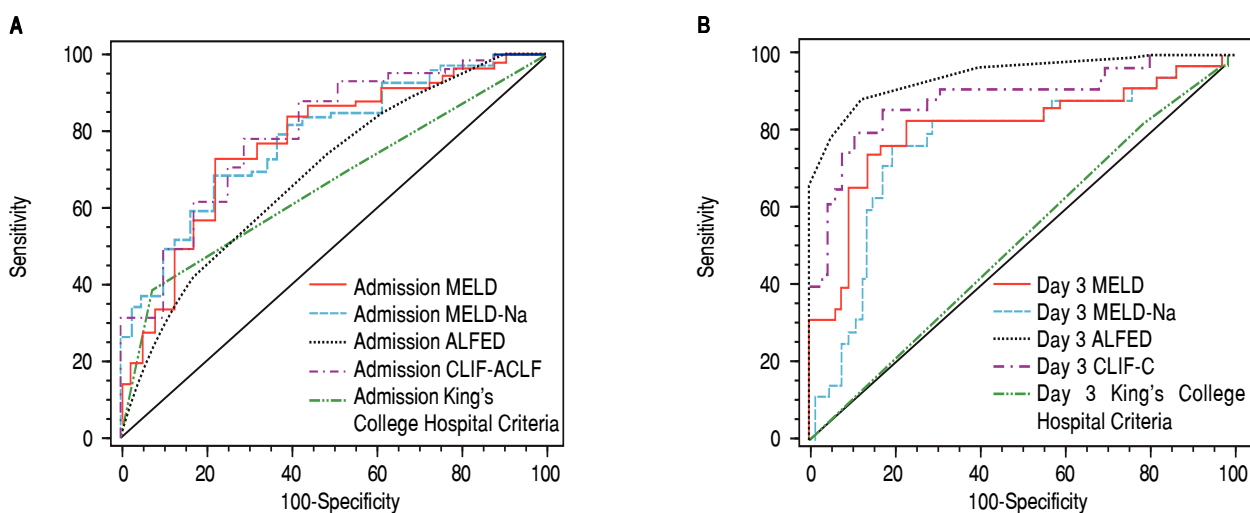 A
100
80
60
40
20
0
Sensitivity
0 20 40 60 80 100
100-Specificity
Admission MELD
Admission MELD-Na
Admission ALFED
Admission CLIF-ACLF
Admission King's
College Hospital Criteria
B
100
80
60
40
20
0
Sensitivity
0 20 40 60 80 100
100-Specificity
Day 3 MELD
Day 3 MELD-Na
Day 3 ALFED
Day 3 CLIF-C
Day 3 King's College
Hospital Criteria